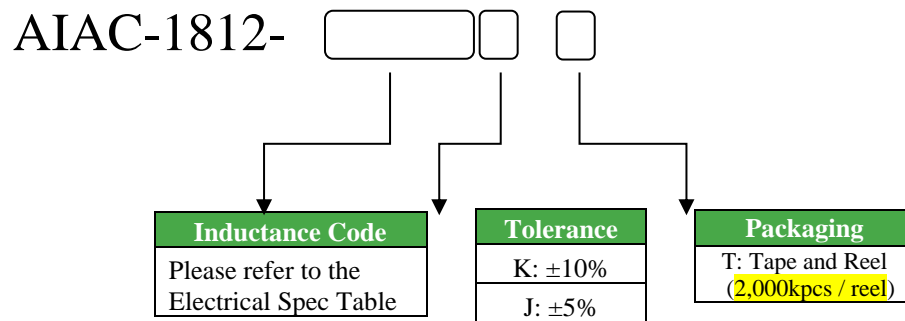 AIAC-1812-
Inductance Code
Please refer to the
Electrical Spec Table
Tolerance
K: ±10%
J: ±5%
Packaging
T: Tape and Reel
(2,000kpcs / reel)